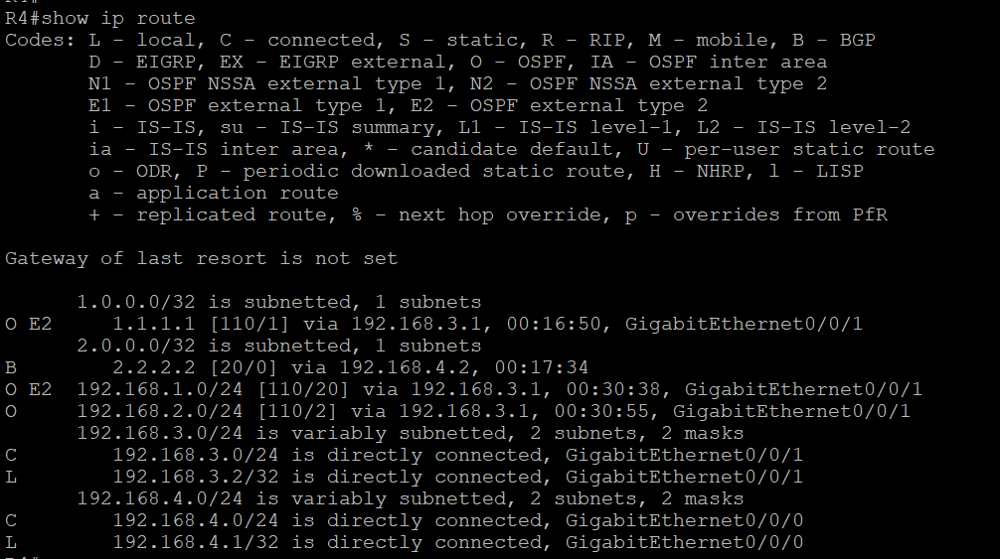 R4#show ip route
Codes: L - local, C - connected, S - static, R - RIP, M - mobile, B - BGP
D - EIGRP, EX - EIGRP external, O - OSPF, IA - OSPF inter area
N1 - OSPF NSSA external type 1, N2 - OSPF NSSA external type 2
E1 - OSPF external type 1, E2 - OSPF external type 2
i - IS-IS, su - IS-IS summary, L1 - IS-IS level-1, L2 - IS-IS level-2
ia - IS-IS inter area, * - candidate default, U - per-user static route
o - ODR, P - periodic downloaded static route, H - NHRP, l - LISP
a - application route
+ - replicated route, % - next hop override, p - overrides from PfR
Gateway of last resort is not set
1.0.0.0/32 is subnetted, 1 subnets
O E2 1.1.1.1 [110/1] via 192.168.3.1, 00:16:50, GigabitEthernet0/0/1
2.0.0.0/32 is subnetted, 1 subnets
B 2.2.2.2 [20/0] via 192.168.4.2, 00:17:34
O E2 192.168.1.0/24 [110/20] via 192.168.3.1, 00:30:38, GigabitEthernet0/0/1
O 192.168.2.0/24 [110/2] via 192.168.3.1, 00:30:55, GigabitEthernet0/0/1
192.168.3.0/24 is variably subnetted, 2 subnets, 2 masks
C 192.168.3.0/24 is directly connected, GigabitEthernet0/0/1
L 192.168.3.2/32 is directly connected, GigabitEthernet0/0/1
192.168.4.0/24 is variably subnetted, 2 subnets, 2 masks
C 192.168.4.0/24 is directly connected, GigabitEthernet0/0/0
L 192.168.4.1/32 is directly connected, GigabitEthernet0/0/0